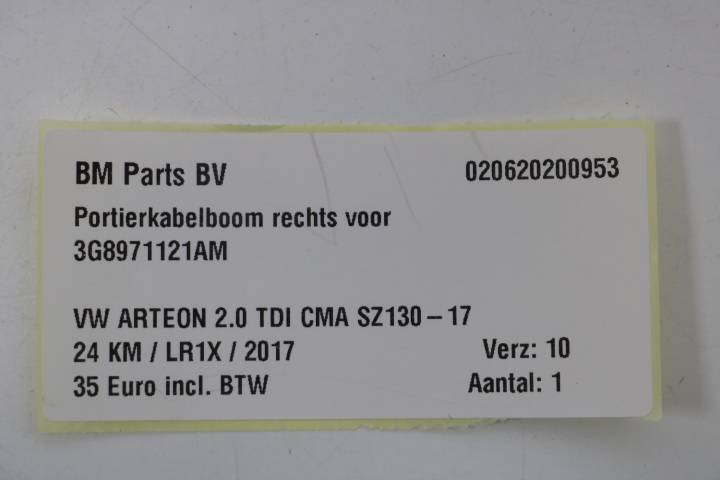 BM Parts BV 020620200953
Portierkabelboom rechts voor
3G8971121AM
VW ARTEON 2.0 TDI CMA SZ130 – 17
24 KM / LR1X / 2017 Verz: 10
35 Euro incl. BTW Aantal: 1